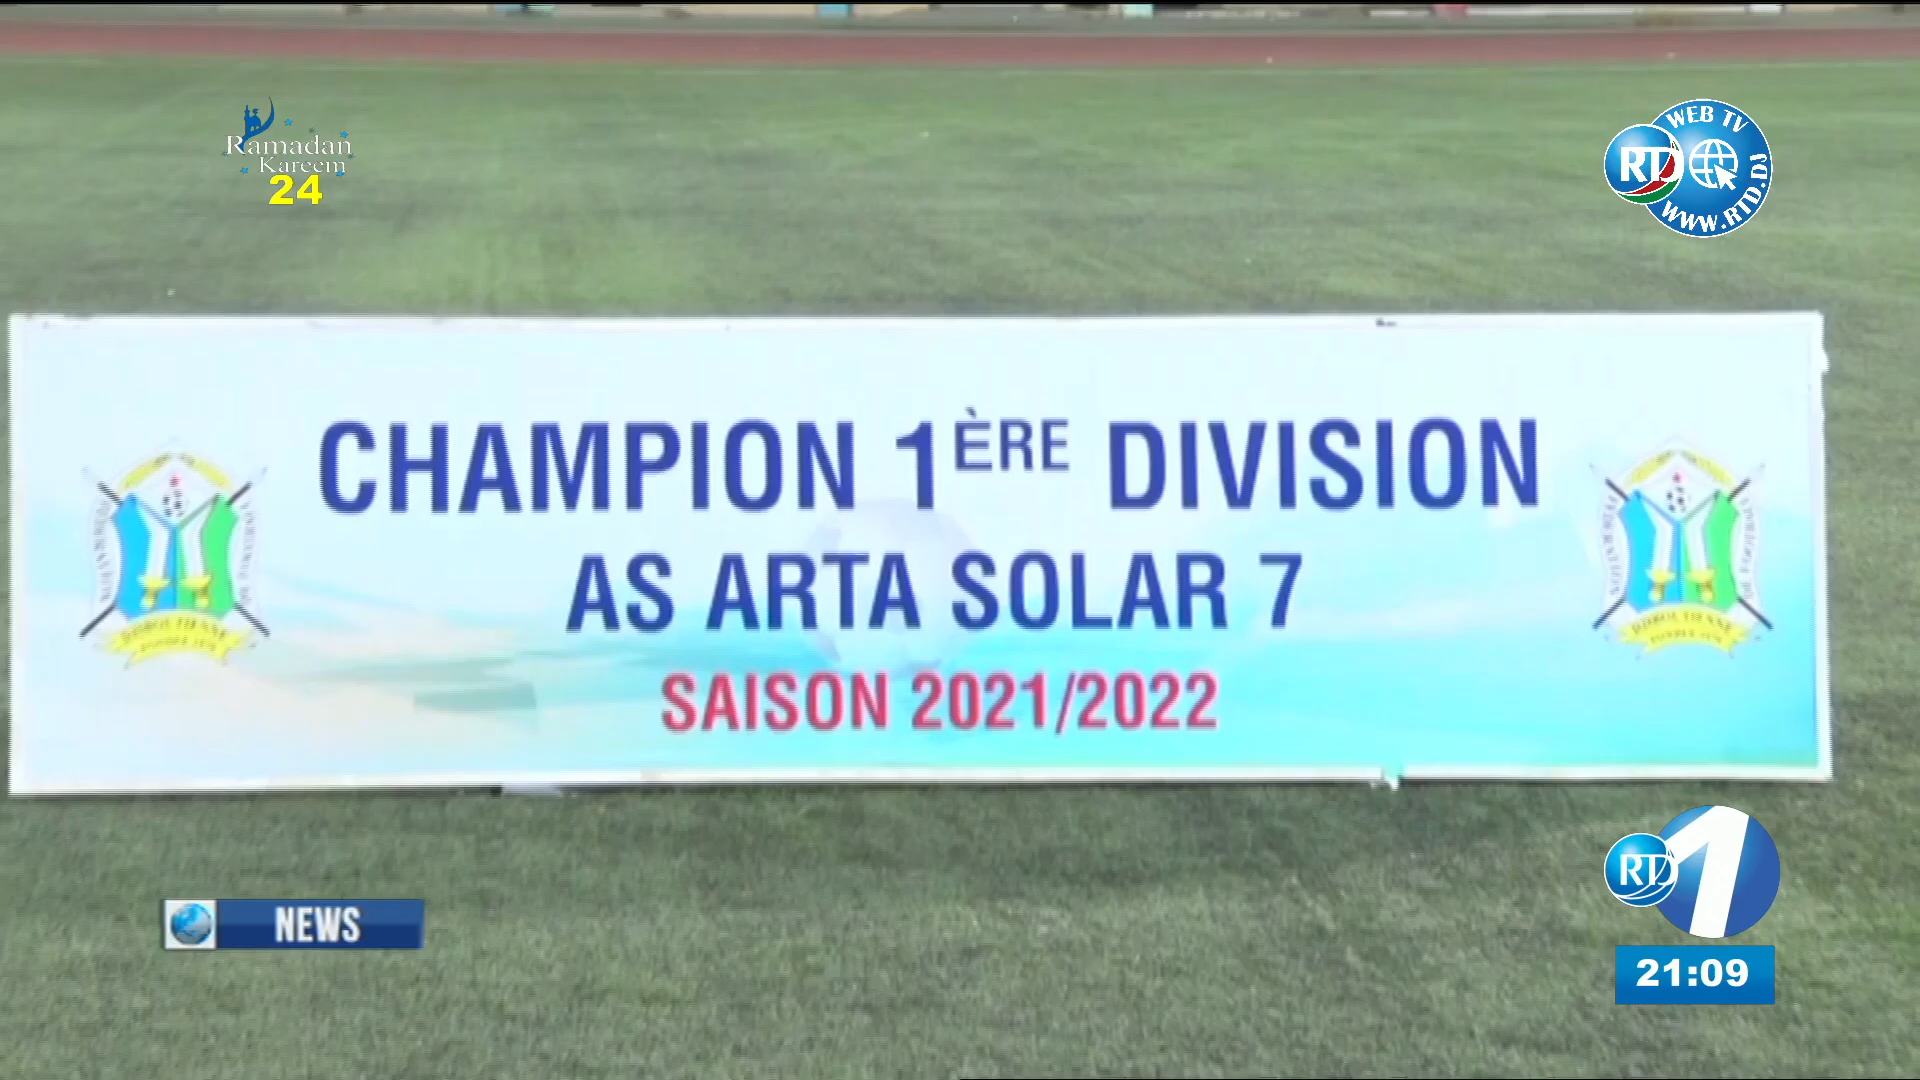 WEB TV
Ramadan
Kareem
24
RTD
WWW.RTD.DJ
CHAMPION 1ÈRE DIVISION
AS ARTA SOLAR 7
SAISON 2021/2022
RTD 1
NEWS
21:09